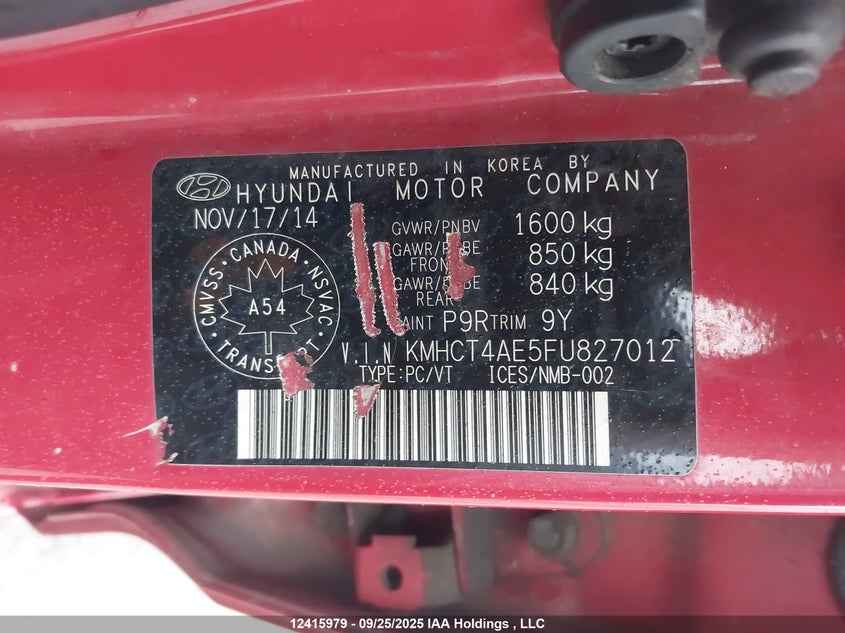 MANUFACTURED IN KOREA BY
HYUNDAI MOTOR COMPANY
NOV/17/14
GVWR/PNBV 1600 kg
FRONT 850 kg
REAR 840 kg
P9R TRIM 9Y
CMVSS · CANADA · NSVAC
A54
V.I.N KMHCT4AE5FU827012
TYPE:PC/VT ICES/NMB-002
12415979 - 09/25/2025 IAA Holdings , LLC